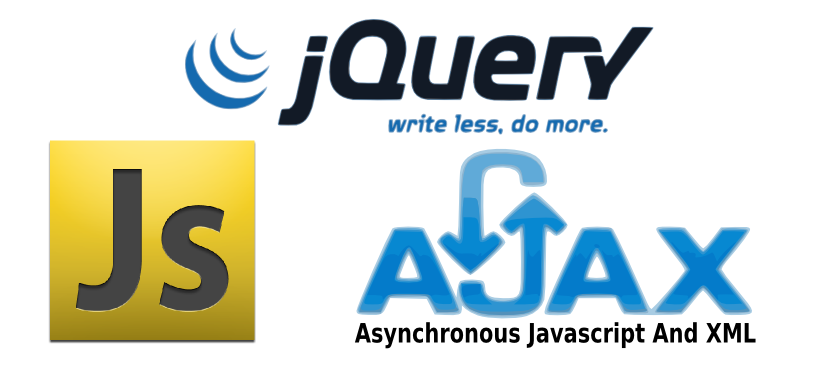 jQuery
write less, do more.
Js
AJAX
Asynchronous Javascript And XML